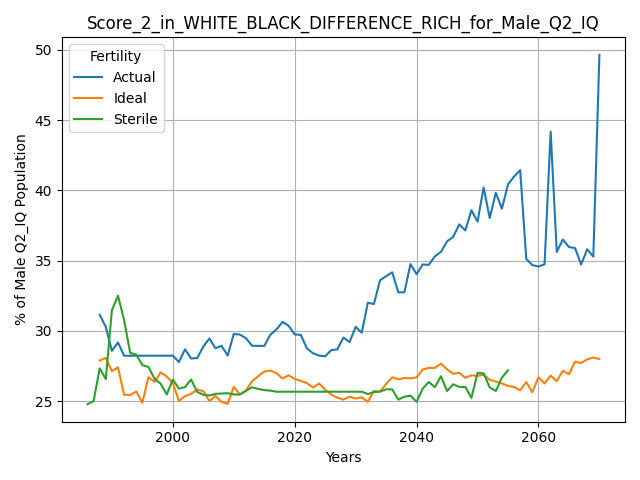 Score_2_in_WHITE_BLACK_DIFFERENCE_RICH_for_Male_Q2_IQ
Fertility
Actual
Ideal
Sterile
% of Male Q2_IQ Population
50
45
40
35
30
25
2000
2020
2040
2060
Years